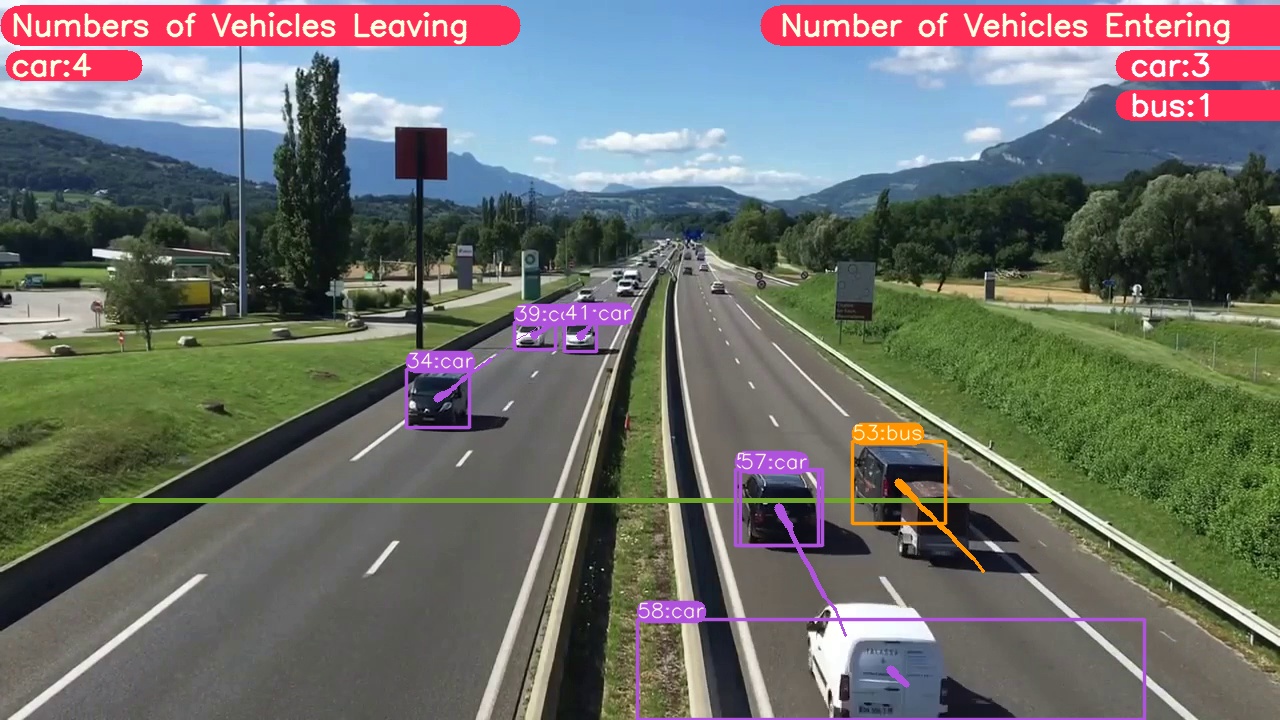 Numbers of Vehicles Leaving
car:4
Number of Vehicles Entering
car:3
bus:1
39:c
41:car
34:car
53:bus
57:car
58:car